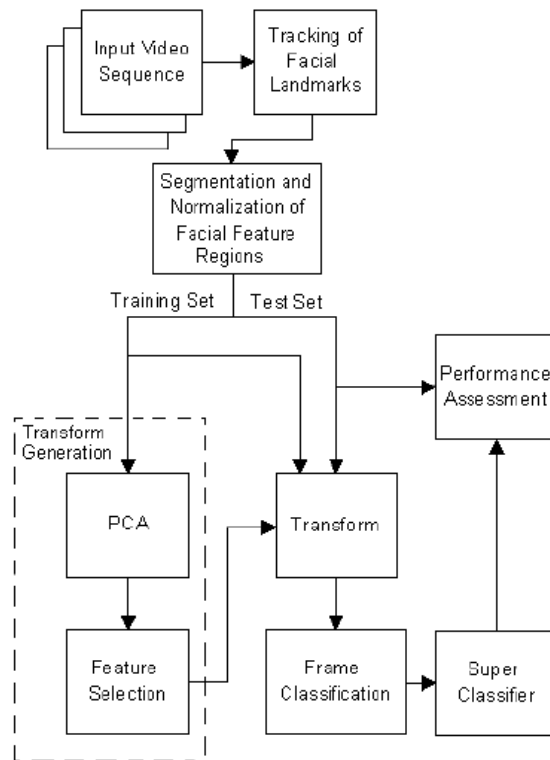 Input Video
Sequence
Tracking of
Facial
Landmarks
Segmentation and
Normalization of
Facial Feature
Regions
Training Set
Test Set
Performance
Assessment
Transform
Generation
PCA
Transform
Feature
Selection
Frame
Classification
Super
Classifier